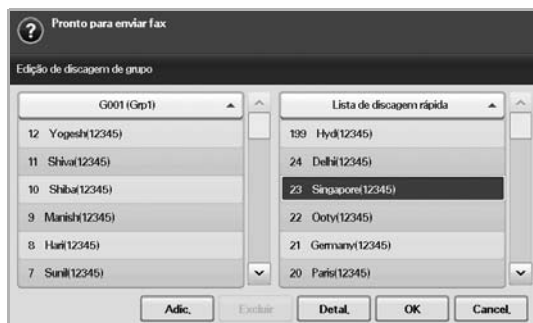 Pronto para enviar fax
Edição de discagem de grupo
G001 (Grp1)
12 Yogesh(12345)
11 Shiva(12345)
10 Shiba(12345)
9 Manish(12345)
8 Hari(12345)
7 Sunil(12345)
Lista de discagem rápida
199 Hyd(12345)
24 Delhi(12345)
23 Singapore(12345)
22 Ooty(12345)
21 Germany(12345)
20 Paris(12345)
Adic. Excluir Detal. OK Cancel.